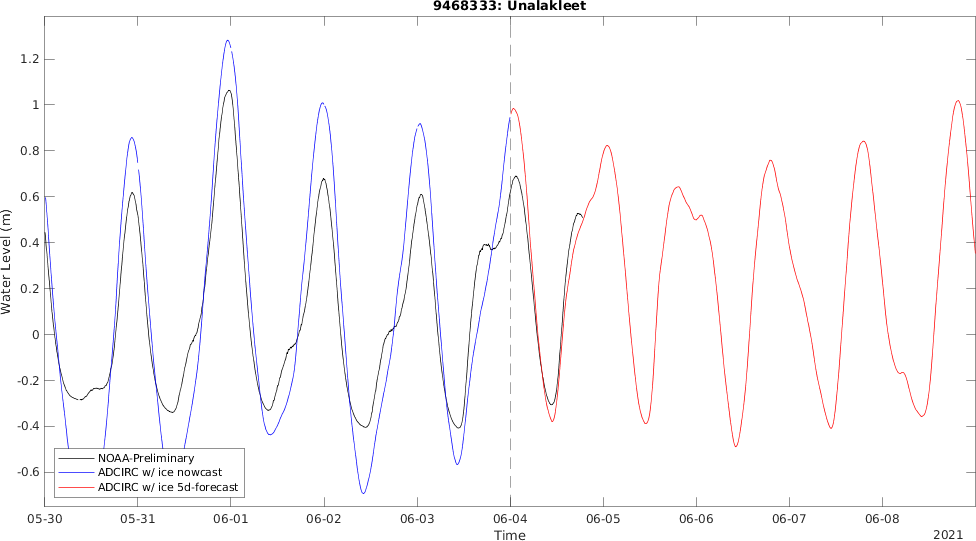 9468333: Unalakleet
1.2
1
0.8
0.6
0.4
0.2
0
-0.2
-0.4
-0.6
Water Level (m)
NOAA-Preliminary
ADCIRC w/ ice nowcast
ADCIRC w/ ice 5d-forecast
05-30 05-31 06-01 06-02 06-03 06-04 06-05 06-06 06-07 06-08
Time
2021